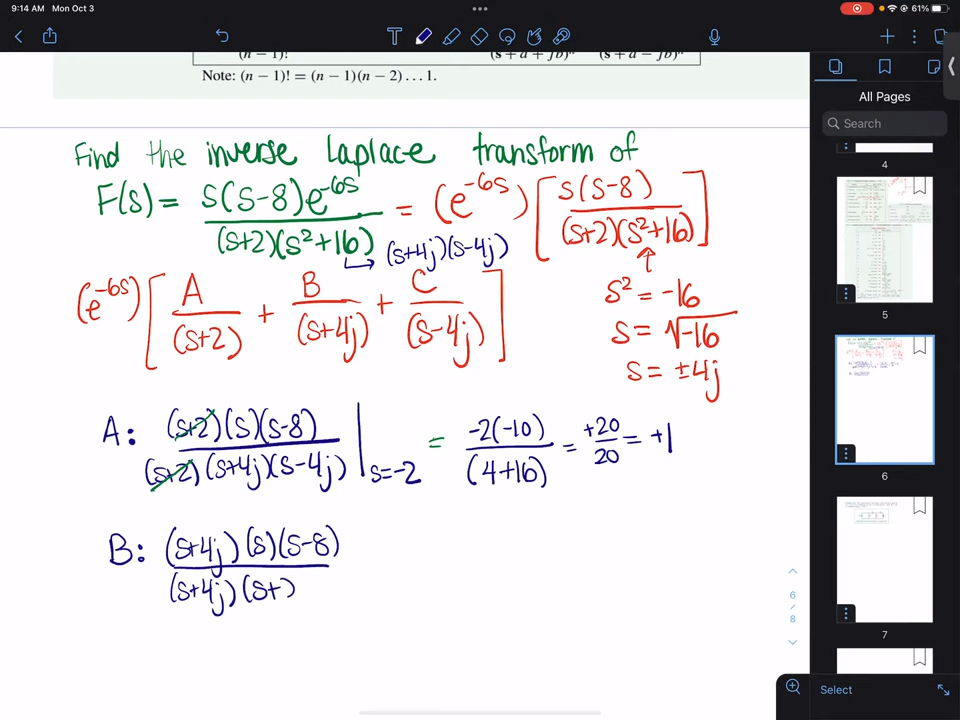 9:14 AM Mon Oct 3
61%
Note: (n − 1)! = (n − 1)(n − 2) . . . 1.
Find the inverse Laplace transform of
F(s) = s(s-8)e^-6s / (s+2)(s²+16) = (e^-6s) [ s(s-8) / (s+2)(s²+16) ]
↳ (s+4j)(s-4j)
(e^-6s) [ A/(s+2) + B/(s+4j) + C/(s-4j) ]
s² = -16
s = √-16
s = ±4j
A: (s+2)(s)(s-8) / (s+2)(s+4j)(s-4j) | s=-2 = -2(-10) / (4+16) = +20/20 = +1
B: (s+4j)(s)(s-8) / (s+4j)(s+)
All Pages
Search
4
5
6
7
6
/
8
Select